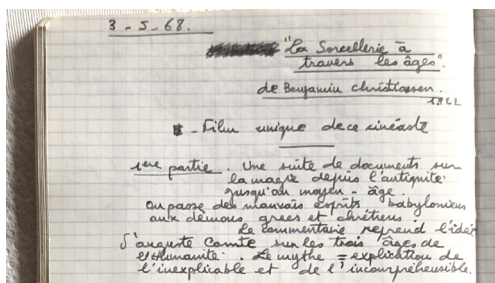 3-5-68.
"La Sorcellerie à
travers les âges".
de Benjamin Christiansen.
1922
- Film unique de ce cinéaste
1ere partie. Une suite de documents sur
la magie depuis l'antiquité
jusqu'au moyen-âge.
On passe des mauvais esprits babyloniens
aux démons grecs et chrétiens.
Le commentaire reprend l'idée
d'Auguste Comte sur les trois âges de
l'Humanité. Le mythe = explication de
l'inexplicable et de l'incompréhensible.